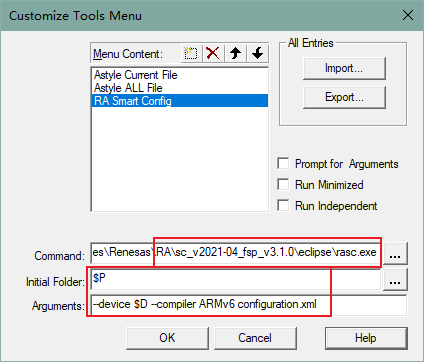 Customize Tools Menu
Menu Content:
All Entries
Astyle Current File
Astyle ALL File
RA Smart Config
Import...
Export...
Prompt for Arguments
Run Minimized
Run Independent
Command: es\Renesas\RA\sc_v2021-04_fsp_v3.1.0\eclipse\rasc.exe ...
Initial Folder: $P ...
Arguments: --device $D --compiler ARMv6 configuration.xml
OK Cancel Help